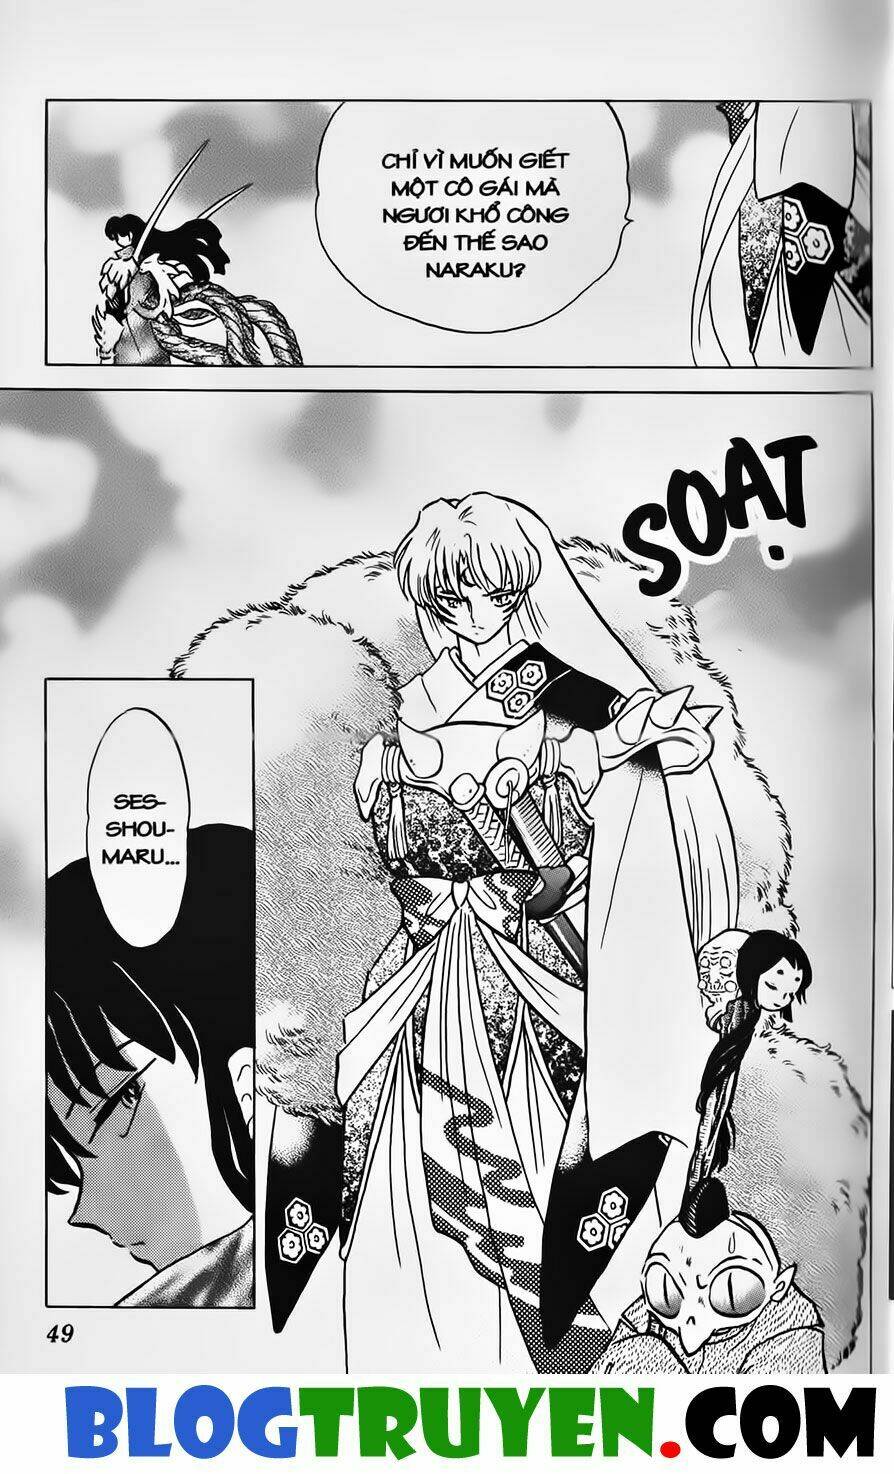 CHỈ VÌ MUỐN GIẾT
MỘT CÔ GÁI MÀ
NGƯƠI KHỔ CÔNG
ĐẾN THẾ SAO
NARAKU?
SOẠT
SES-
SHOU-
MARU...
49
BLOGTRUYEN.COM